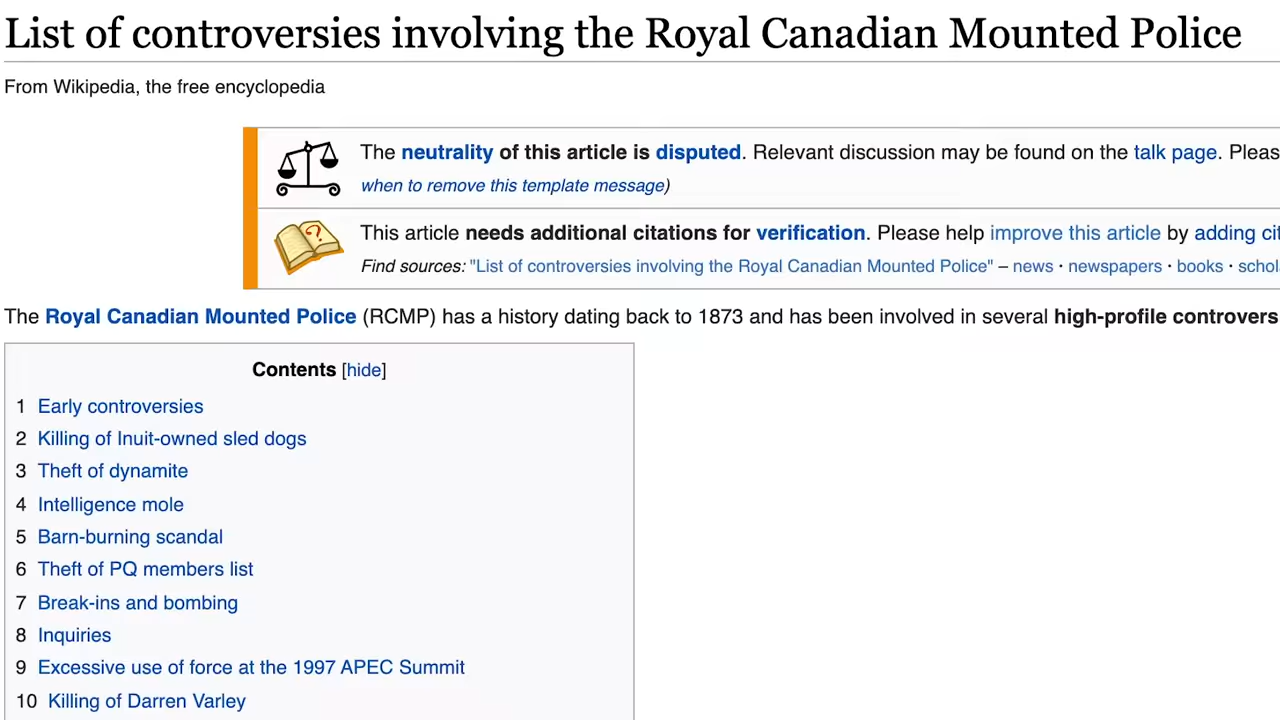 List of controversies involving the Royal Canadian Mounted Police
From Wikipedia, the free encyclopedia
The neutrality of this article is disputed. Relevant discussion may be found on the talk page. Pleas
when to remove this template message)
This article needs additional citations for verification. Please help improve this article by adding cit
Find sources: "List of controversies involving the Royal Canadian Mounted Police" – news · newspapers · books · schol
The Royal Canadian Mounted Police (RCMP) has a history dating back to 1873 and has been involved in several high-profile controvers
Contents [hide]
1 Early controversies
2 Killing of Inuit-owned sled dogs
3 Theft of dynamite
4 Intelligence mole
5 Barn-burning scandal
6 Theft of PQ members list
7 Break-ins and bombing
8 Inquiries
9 Excessive use of force at the 1997 APEC Summit
10 Killing of Darren Varley